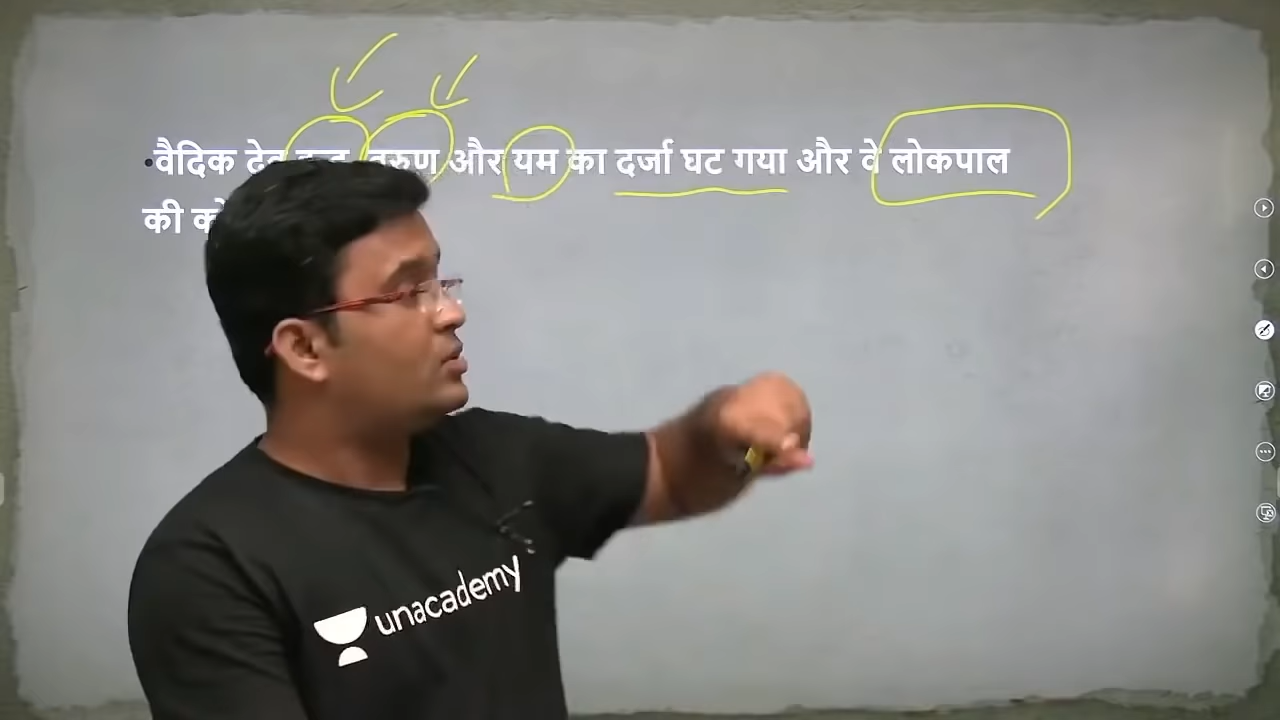 •वैदिक देव वरुण और यम का दर्जा घट गया और वे लोकपाल
की
unacademy